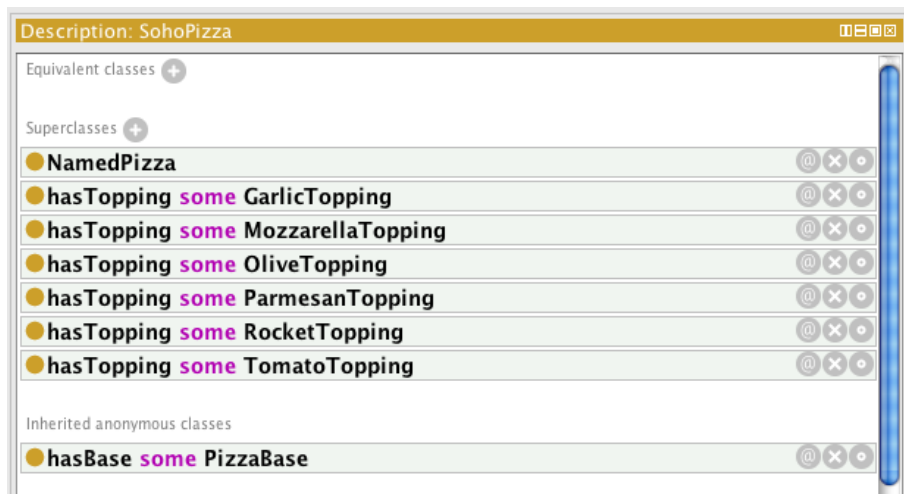 Description: SohoPizza
Equivalent classes
Superclasses
NamedPizza
hasTopping some GarlicTopping
hasTopping some MozzarellaTopping
hasTopping some OliveTopping
hasTopping some ParmesanTopping
hasTopping some RocketTopping
hasTopping some TomatoTopping
Inherited anonymous classes
hasBase some PizzaBase